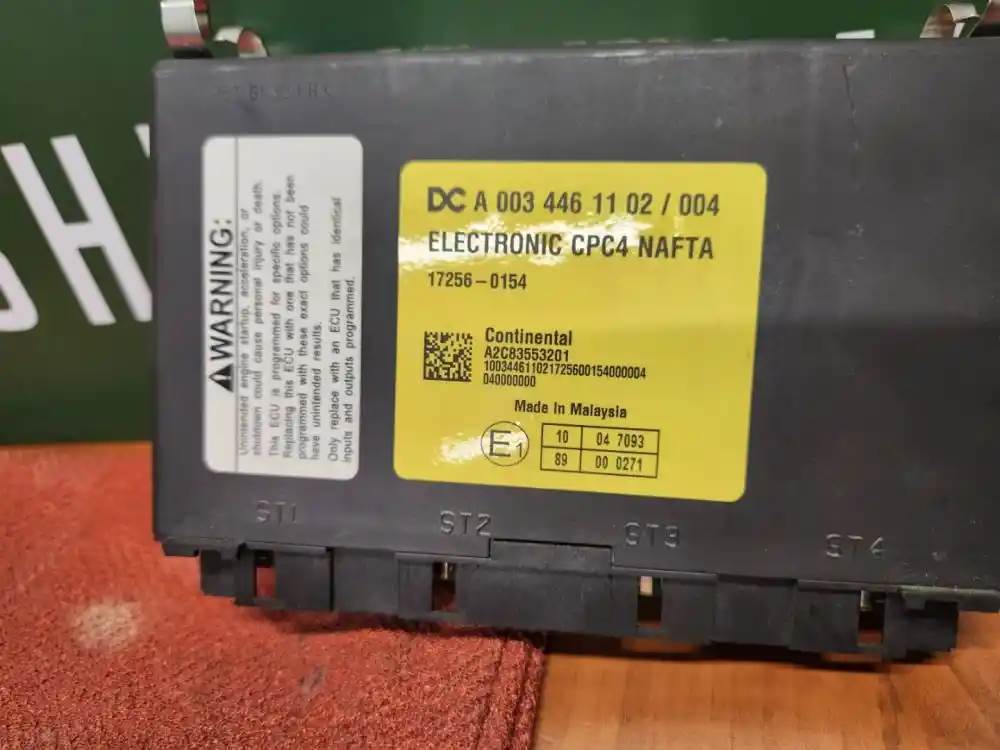 SH
WARNING:
Unintended engine startup, acceleration, or
shutdown could cause personal injury or death.
This ECU is programmed for specific options.
Replacing this ECU with one that has not been
programmed with these exact options could
have unintended results.
Only replace with an ECU that has identical
inputs and outputs programmed.
DC A 003 446 11 02 / 004
ELECTRONIC CPC4 NAFTA
17256-0154
Continental
A2C83553201
10034461102172560015400004
040000000
Made in Malaysia
E1
10 04 7093
89 00 0271
ST1 ST2 ST3 ST4